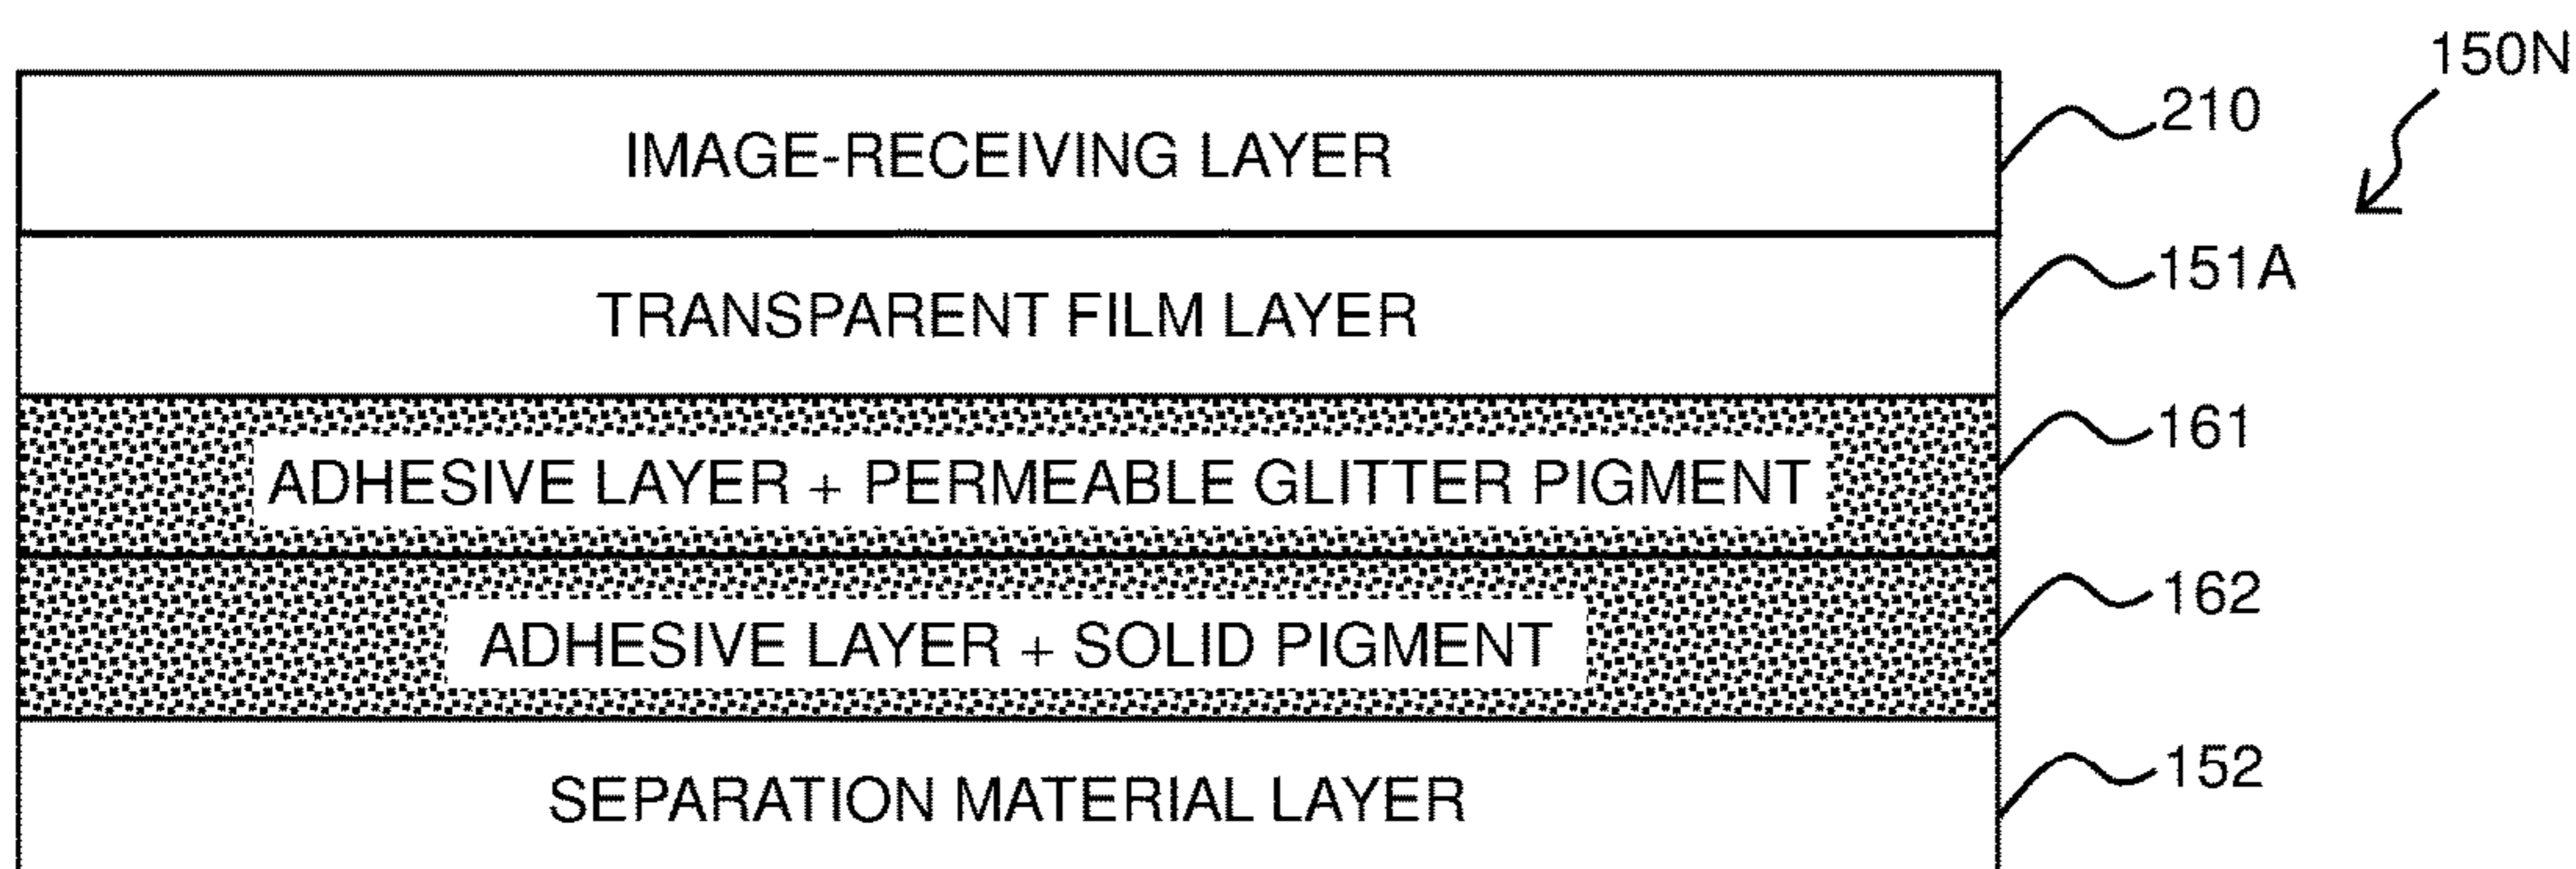 150N
IMAGE-RECEIVING LAYER 210
TRANSPARENT FILM LAYER 151A
ADHESIVE LAYER + PERMEABLE GLITTER PIGMENT 161
ADHESIVE LAYER + SOLID PIGMENT 162
SEPARATION MATERIAL LAYER 152